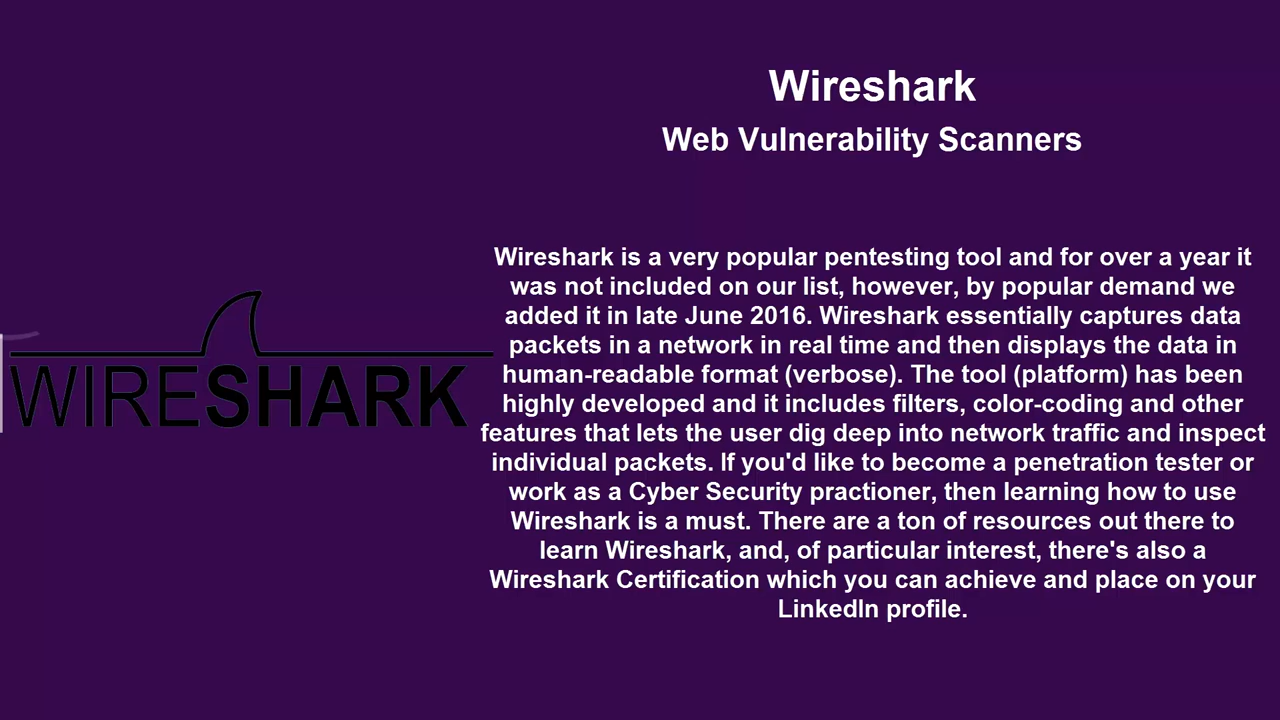 Wireshark
Web Vulnerability Scanners
Wireshark is a very popular pentesting tool and for over a year it
was not included on our list, however, by popular demand we
added it in late June 2016. Wireshark essentially captures data
packets in a network in real time and then displays the data in
human-readable format (verbose). The tool (platform) has been
highly developed and it includes filters, color-coding and other
features that lets the user dig deep into network traffic and inspect
individual packets. If you'd like to become a penetration tester or
work as a Cyber Security practioner, then learning how to use
Wireshark is a must. There are a ton of resources out there to
learn Wireshark, and, of particular interest, there's also a
Wireshark Certification which you can achieve and place on your
LinkedIn profile.
WIRESHARK